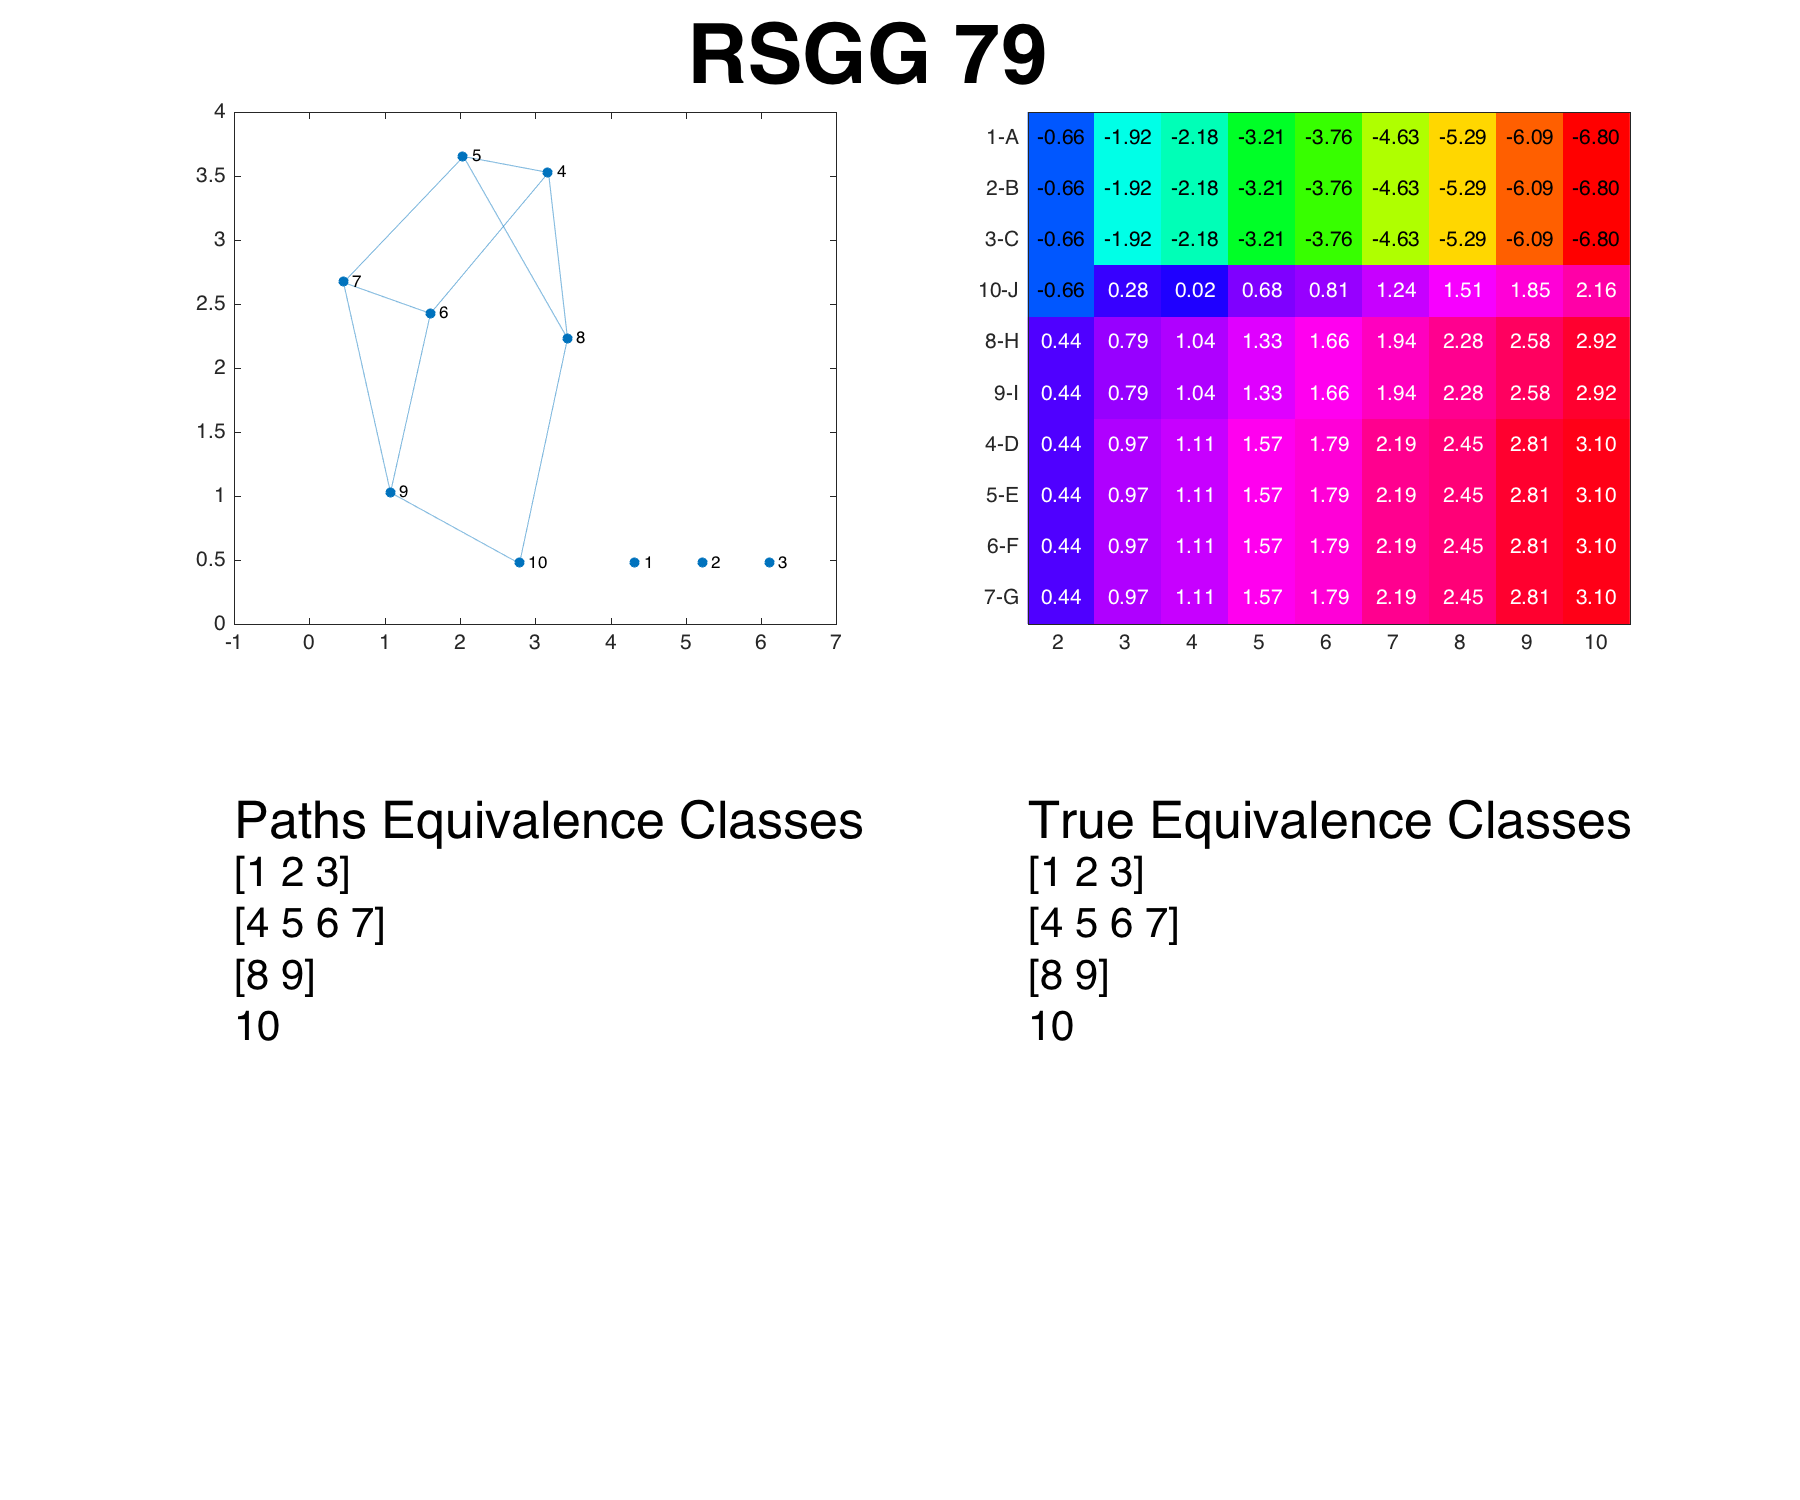 RSGG 79
4
3.5
3
2.5
2
1.5
1
0.5
0
-1 0 1 2 3 4 5 6 7
5
4
7
6
8
9
10 1 2 3
1-A -0.66 -1.92 -2.18 -3.21 -3.76 -4.63 -5.29 -6.09 -6.80
2-B -0.66 -1.92 -2.18 -3.21 -3.76 -4.63 -5.29 -6.09 -6.80
3-C -0.66 -1.92 -2.18 -3.21 -3.76 -4.63 -5.29 -6.09 -6.80
10-J -0.66 0.28 0.02 0.68 0.81 1.24 1.51 1.85 2.16
8-H 0.44 0.79 1.04 1.33 1.66 1.94 2.28 2.58 2.92
9-I 0.44 0.79 1.04 1.33 1.66 1.94 2.28 2.58 2.92
4-D 0.44 0.97 1.11 1.57 1.79 2.19 2.45 2.81 3.10
5-E 0.44 0.97 1.11 1.57 1.79 2.19 2.45 2.81 3.10
6-F 0.44 0.97 1.11 1.57 1.79 2.19 2.45 2.81 3.10
7-G 0.44 0.97 1.11 1.57 1.79 2.19 2.45 2.81 3.10
2 3 4 5 6 7 8 9 10
Paths Equivalence Classes
[1 2 3]
[4 5 6 7]
[8 9]
10
True Equivalence Classes
[1 2 3]
[4 5 6 7]
[8 9]
10